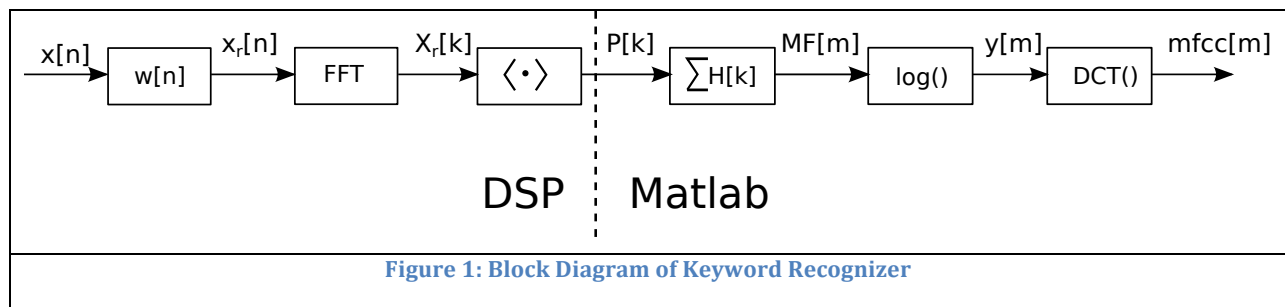 x[n] w[n] x_r[n] FFT X_r[k] ⟨·⟩ P[k] ∑H[k] MF[m] log() y[m] DCT() mfcc[m]
DSP Matlab
Figure 1: Block Diagram of Keyword Recognizer